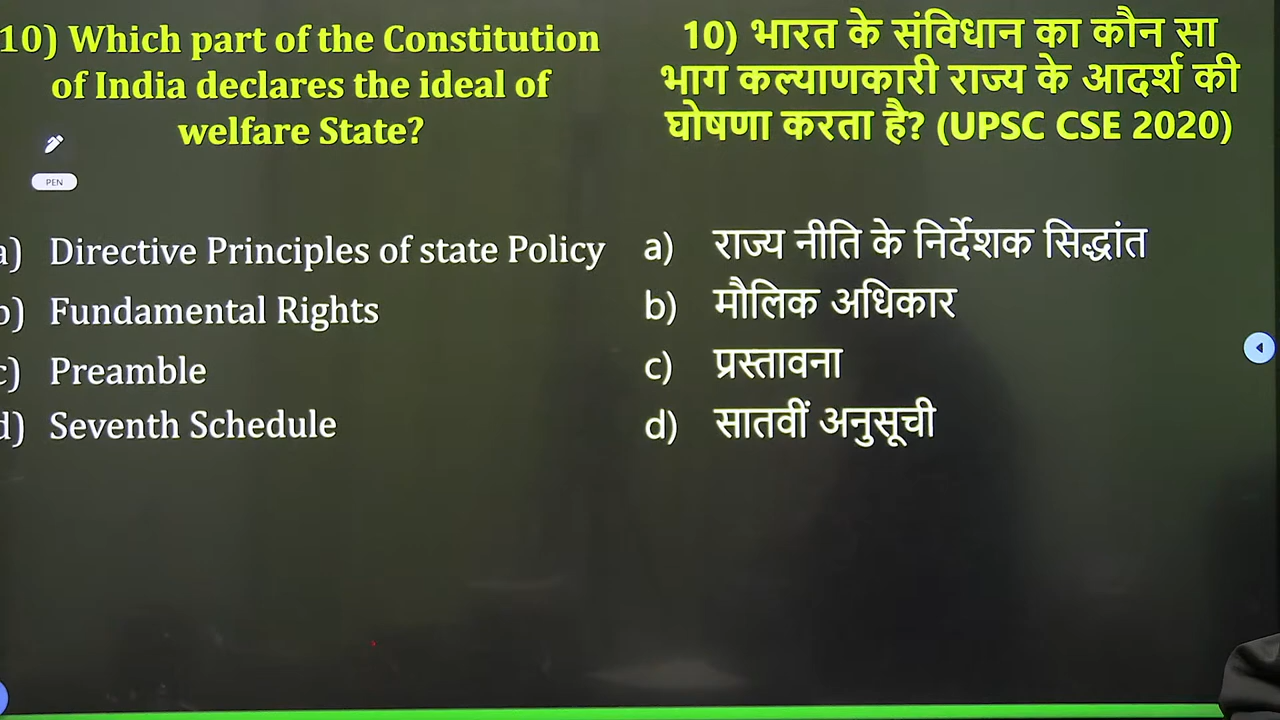 10) Which part of the Constitution
of India declares the ideal of
welfare State?
PEN
a) Directive Principles of state Policy
b) Fundamental Rights
c) Preamble
d) Seventh Schedule
10) भारत के संविधान का कौन सा
भाग कल्याणकारी राज्य के आदर्श की
घोषणा करता है? (UPSC CSE 2020)
a) राज्य नीति के निर्देशक सिद्धांत
b) मौलिक अधिकार
c) प्रस्तावना
d) सातवीं अनुसूची